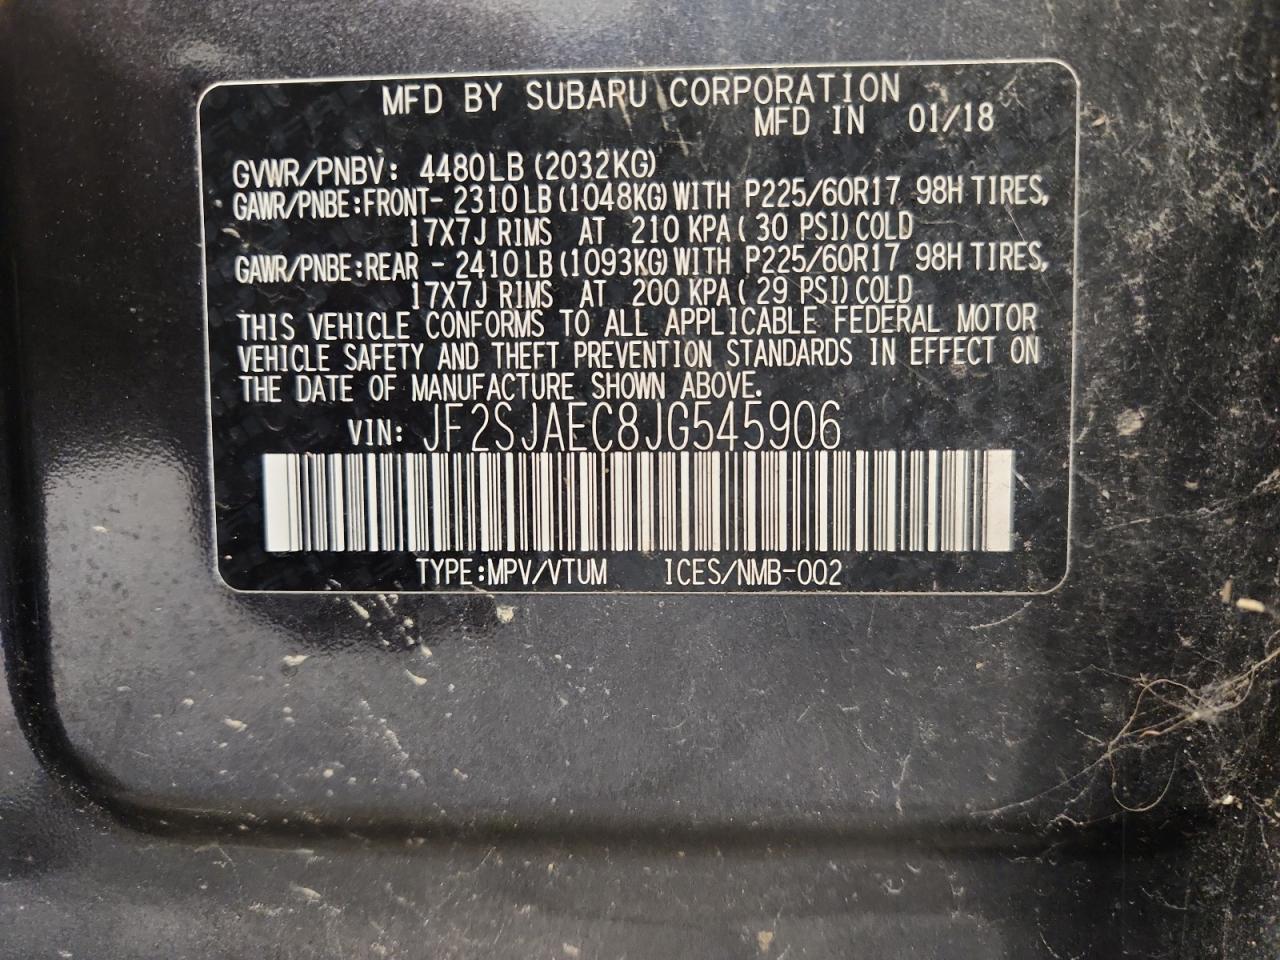 MFD BY SUBARU CORPORATION
MFD IN 01/18
GVWR/PNBV: 4480LB (2032KG)
GAWR/PNBE:FRONT- 2310LB (1048KG) WITH P225/60R17 98H TIRES,
17X7J RIMS AT 210 KPA( 30 PSI) COLD
GAWR/PNBE:REAR - 2410LB (1093KG) WITH P225/60R17 98H TIRES,
17X7J RIMS AT 200 KPA( 29 PSI) COLD
THIS VEHICLE CONFORMS TO ALL APPLICABLE FEDERAL MOTOR
VEHICLE SAFETY AND THEFT PREVENTION STANDARDS IN EFFECT ON
THE DATE OF MANUFACTURE SHOWN ABOVE.
VIN: JF2SJAEC8JG545906
TYPE:MPV/VTUM ICES/NMB-002